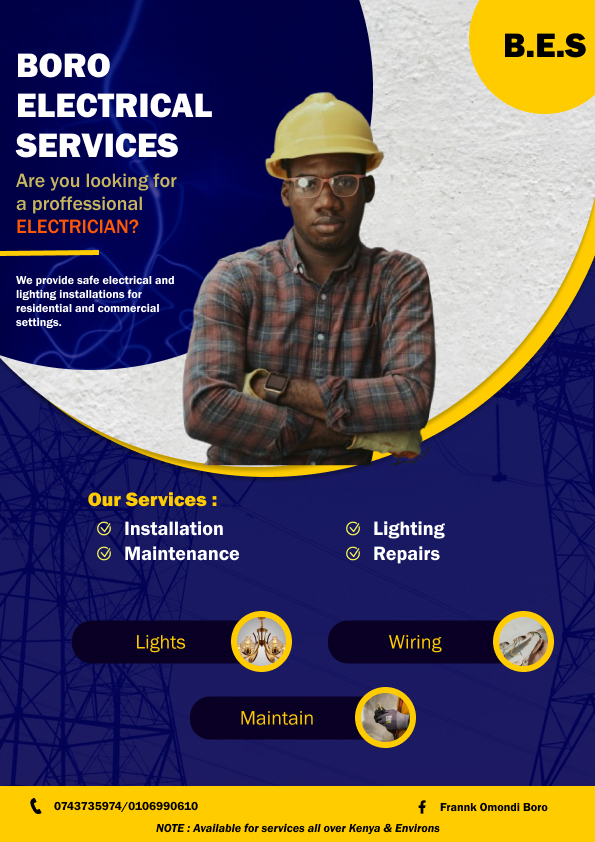 B.E.S
BORO
ELECTRICAL
SERVICES
Are you looking for
a proffessional
ELECTRICIAN?
We provide safe electrical and
lighting installations for
residential and commercial
settings.
Our Services :
Installation
Lighting
Maintenance
Repairs
Lights
Wiring
Maintain
0743735974/0106990610
Frannk Omondi Boro
NOTE : Available for services all over Kenya & Environs